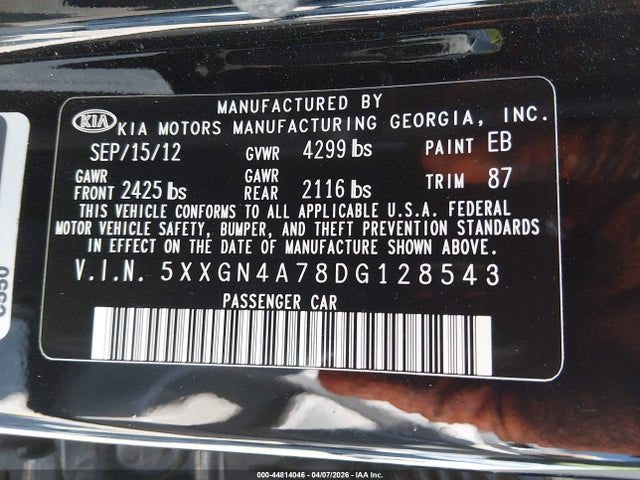 MANUFACTURED BY
KIA KIA MOTORS MANUFACTURING GEORGIA, INC.
SEP/15/12 GVWR 4299 lbs PAINT EB
GAWR FRONT 2425 lbs GAWR REAR 2116 lbs TRIM 87
THIS VEHICLE CONFORMS TO ALL APPLICABLE U.S.A. FEDERAL
MOTOR VEHICLE SAFETY, BUMPER, AND THEFT PREVENTION STANDARDS
IN EFFECT ON THE DATE OF MANUFACTURE SHOWN ABOVE.
V.I.N. 5XXGN4A78DG128543
PASSENGER CAR
000-44814046 | 04/07/2026 | IAA Inc.